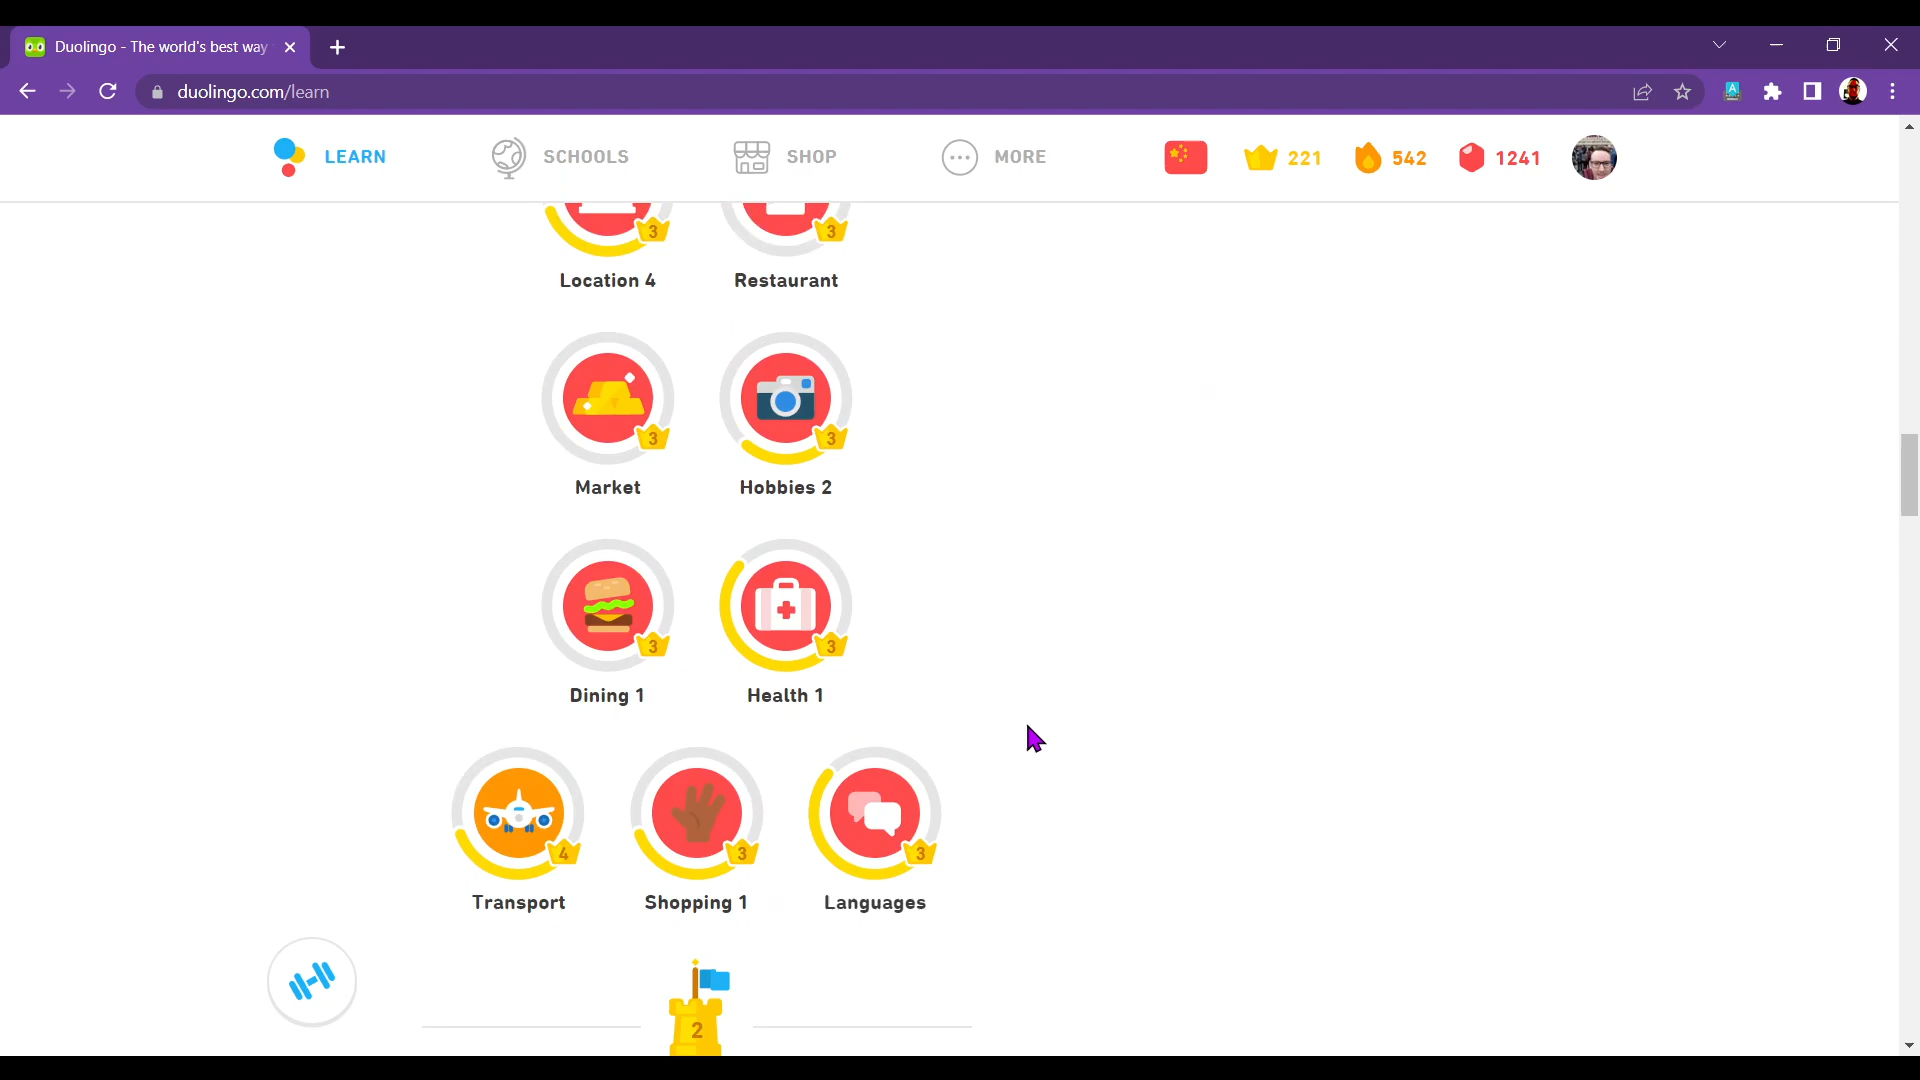 Duolingo - The world's best way
duolingo.com/learn
LEARN
SCHOOLS
SHOP
MORE
221
542
1241
3
3
Location 4
Restaurant
3
3
Market
Hobbies 2
3
3
Dining 1
Health 1
4
3
3
Transport
Shopping 1
Languages
2